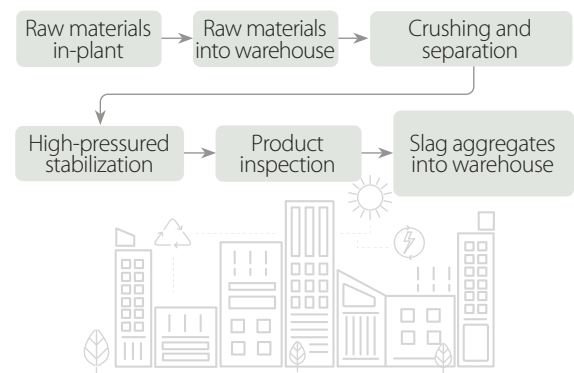 Raw materials
in-plant
Raw materials
into warehouse
Crushing and
separation
High-pressured
stabilization
Product
inspection
Slag aggregates
into warehouse